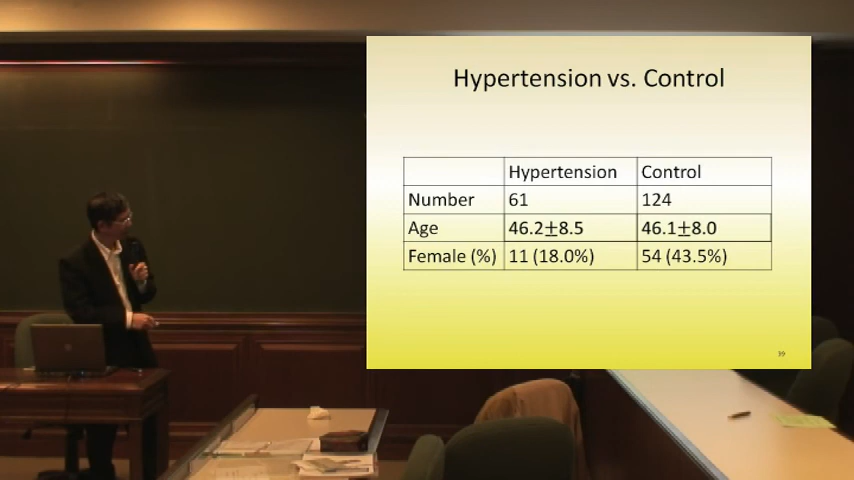 Hypertension vs. Control
Hypertension Control
Number 61 124
Age 46.2±8.5 46.1±8.0
Female (%) 11 (18.0%) 54 (43.5%)
39